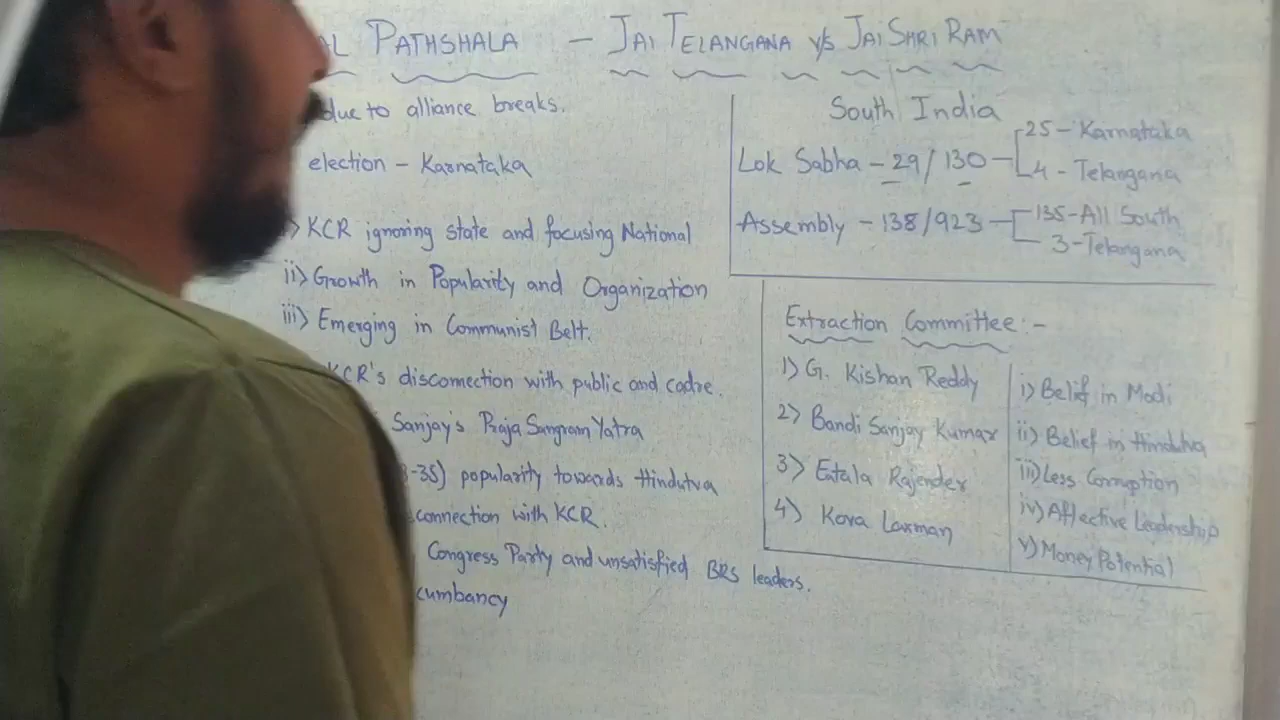 AL PATHSHALA - JAI TELANGANA v/s JAI SHRI RAM
due to alliance breaks.
election - Karnataka
> KCR ignoring state and focusing National
ii> Growth in Popularity and Organization
iii> Emerging in Communist Belt.
KCR's disconnection with public and cadre.
Sanjay's Praja Sangram Yatra
-35) popularity towards Hindutva
connection with KCR.
Congress Party and unsatisfied BRS leaders.
cumbancy
South India
Lok Sabha - 29/130 -
25 - Karnataka
4 - Telangana
Assembly - 138/923 -
135 - All South
3 - Telangana
Extraction Committee :-
1) G. Kishan Reddy
2> Bandi Sanjay Kumar
3> Eatala Rajender
4) Kova Laxman
i) Belief in Modi
ii) Belief in Hindutva
iii) Less Corruption
iv) Affective Leadership
v) Money Potential